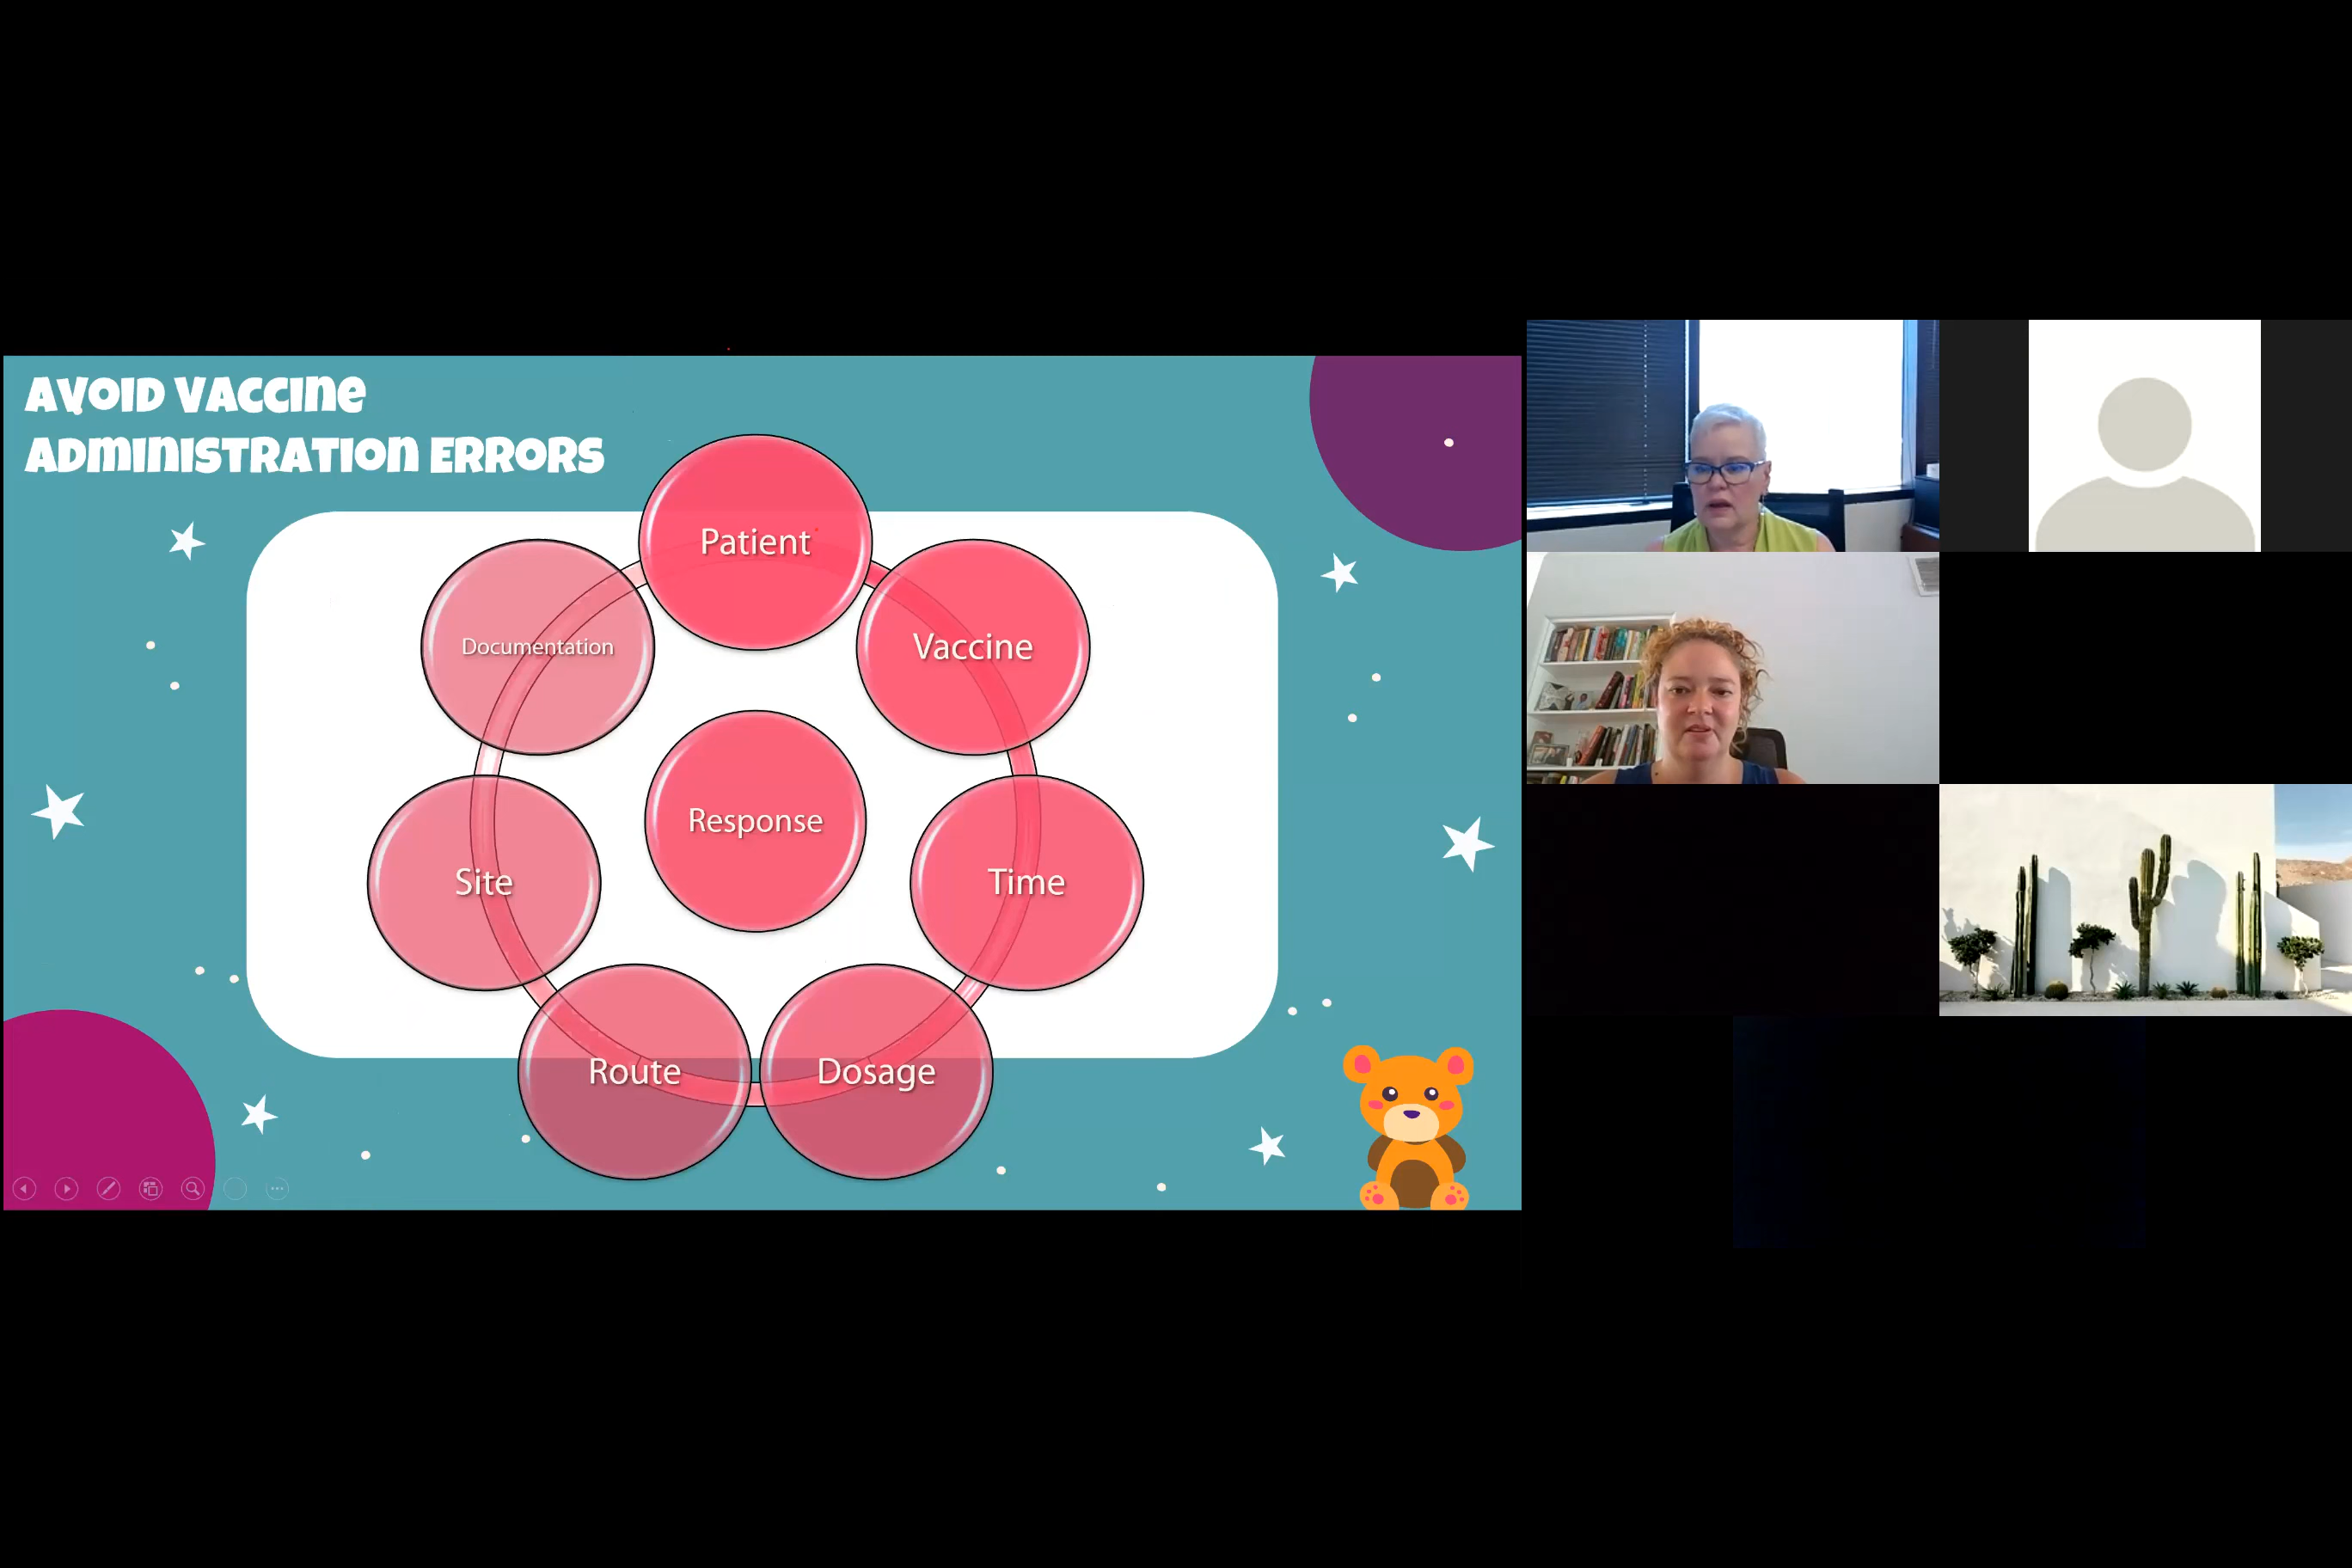 AVOID VACCINE
ADMINISTRATION ERRORS
Patient
Vaccine
Time
Dosage
Route
Site
Documentation
Response